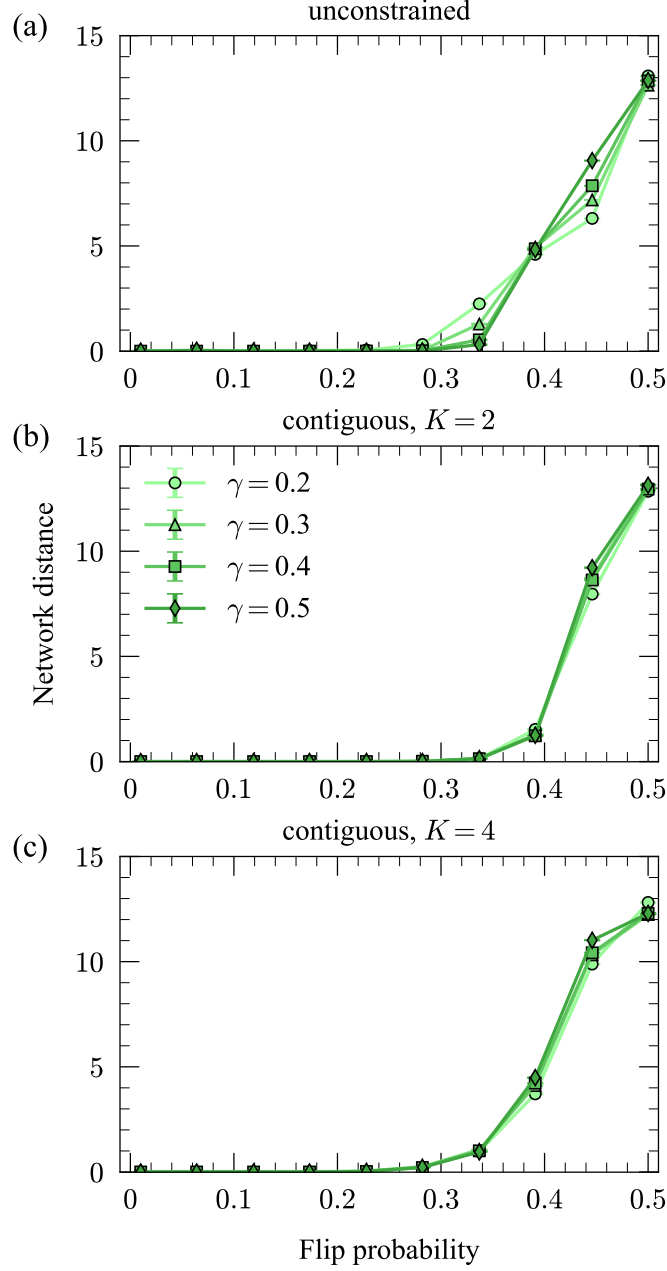 (a)
unconstrained
15
10
5
0
0 0.1 0.2 0.3 0.4 0.5
(b)
contiguous, K = 2
15
10
5
0
γ = 0.2
γ = 0.3
γ = 0.4
γ = 0.5
Network distance
0 0.1 0.2 0.3 0.4 0.5
(c)
contiguous, K = 4
15
10
5
0
0 0.1 0.2 0.3 0.4 0.5
Flip probability